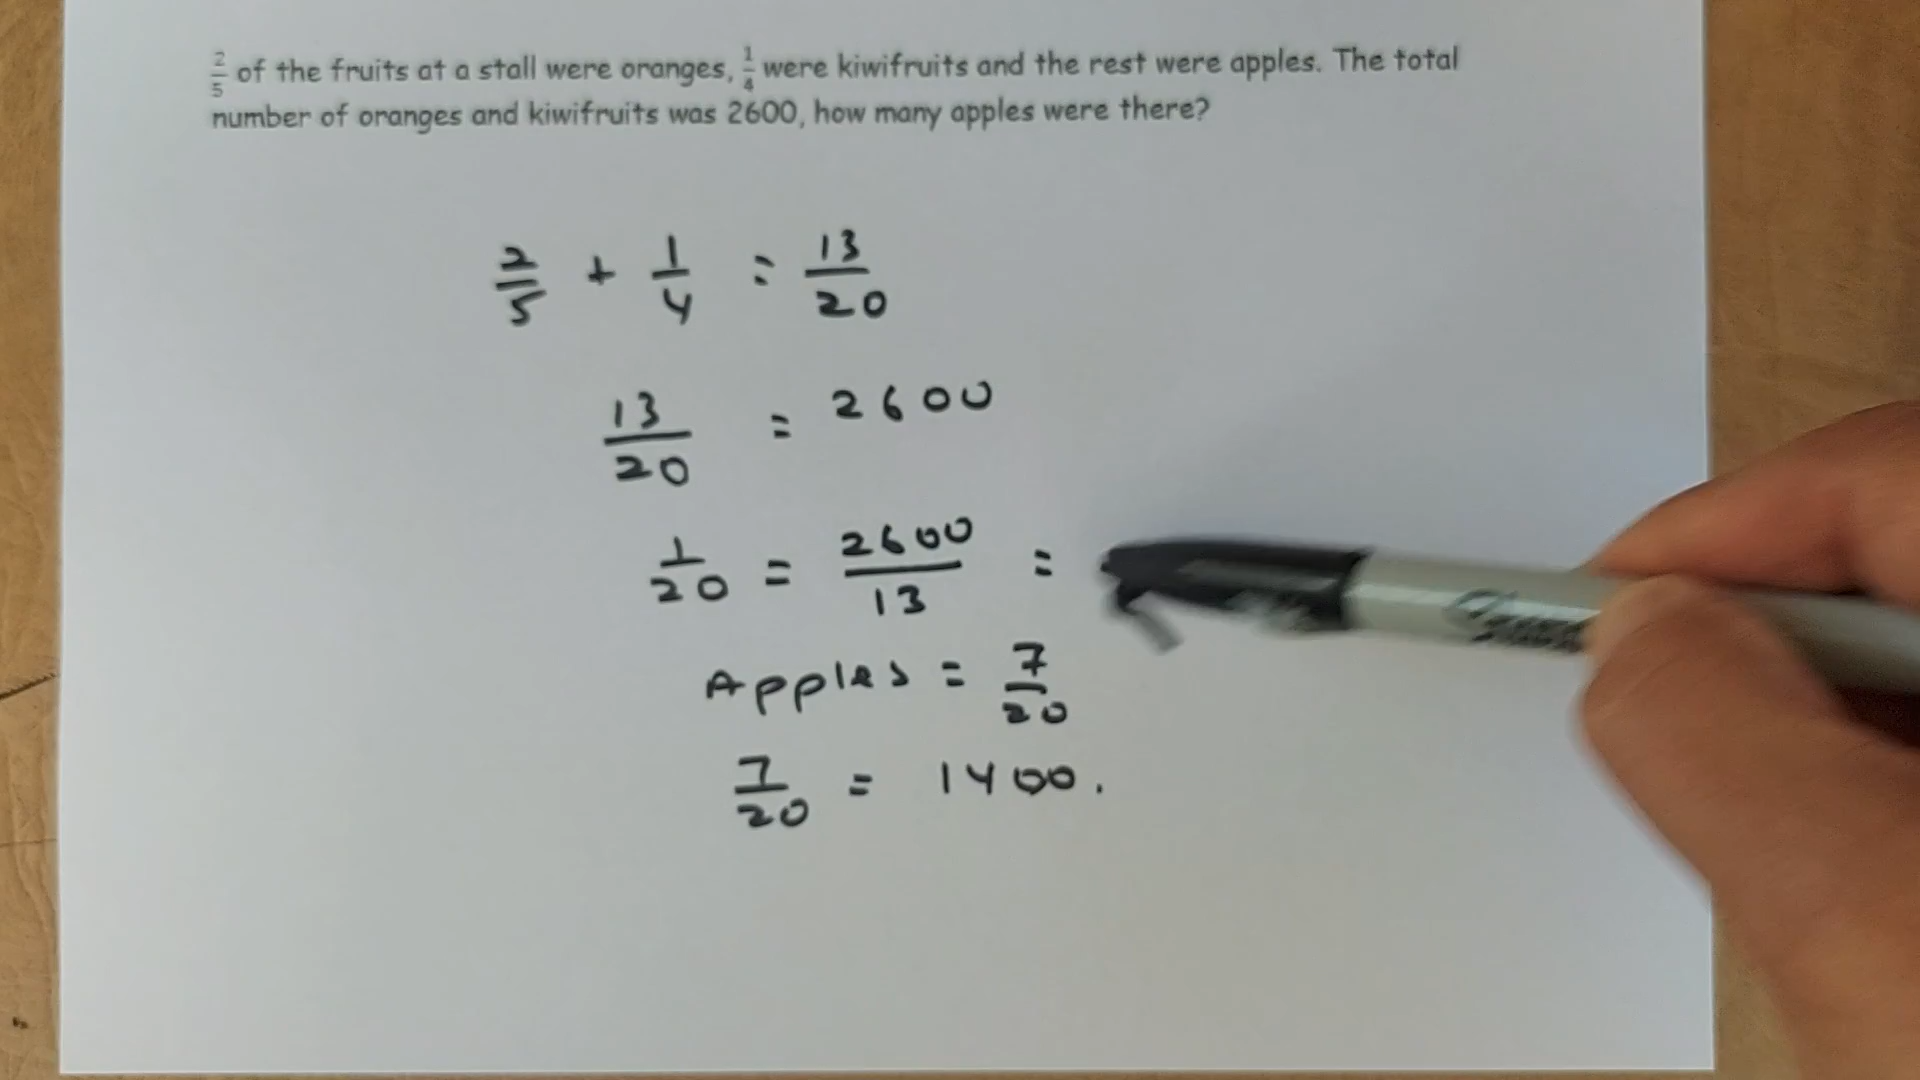 2/5 of the fruits at a stall were oranges, 1/4 were kiwifruits and the rest were apples. The total
number of oranges and kiwifruits was 2600, how many apples were there?
2/5 + 1/4 = 13/20
13/20 = 2600
1/20 = 2600/13 =
Apples = 7/20
7/20 = 1400.